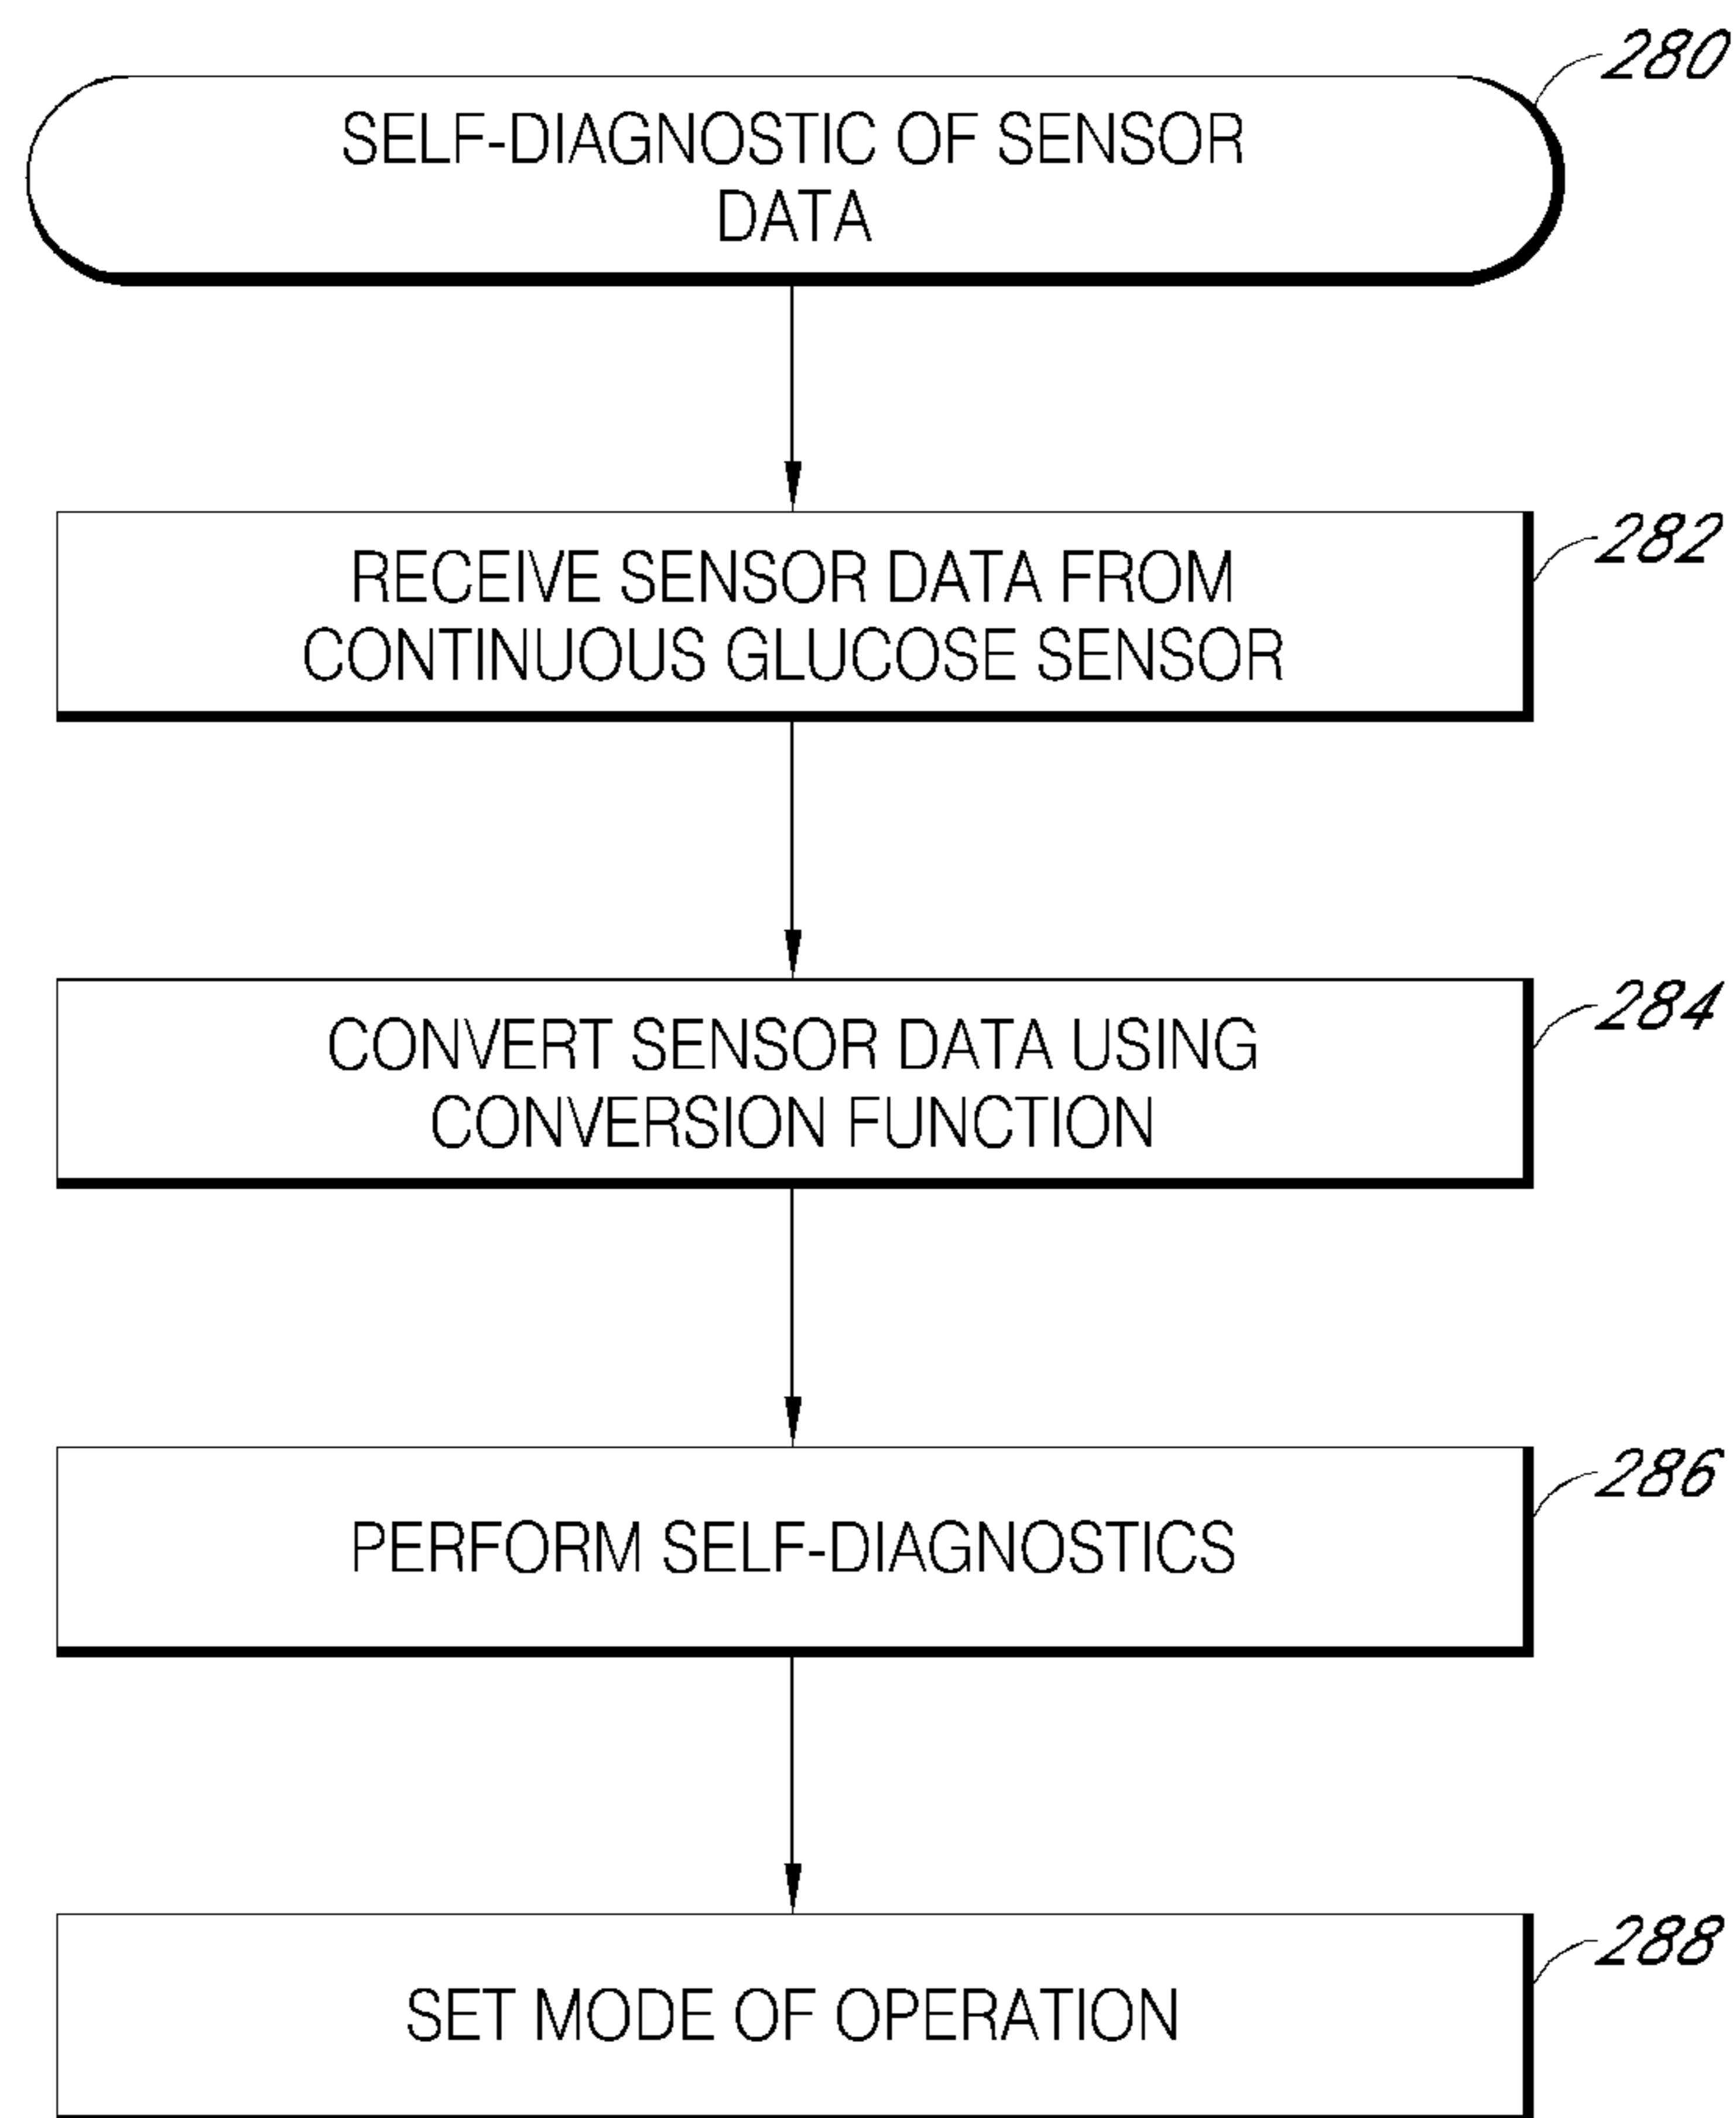 280
SELF-DIAGNOSTIC OF SENSOR
DATA
282
RECEIVE SENSOR DATA FROM
CONTINUOUS GLUCOSE SENSOR
284
CONVERT SENSOR DATA USING
CONVERSION FUNCTION
286
PERFORM SELF-DIAGNOSTICS
288
SET MODE OF OPERATION